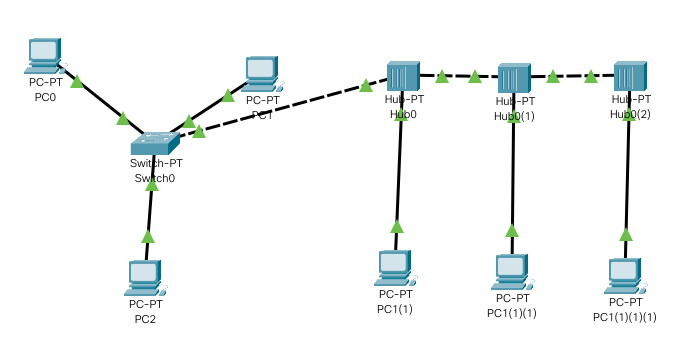 PC-PT
PC0
PC-PT
PC1
Switch-PT
Switch0
PC-PT
PC2
Hub-PT
Hub0
Hub-PT
Hub0(1)
Hub-PT
Hub0(2)
PC-PT
PC1(1)
PC-PT
PC1(1)(1)
PC-PT
PC1(1)(1)(1)